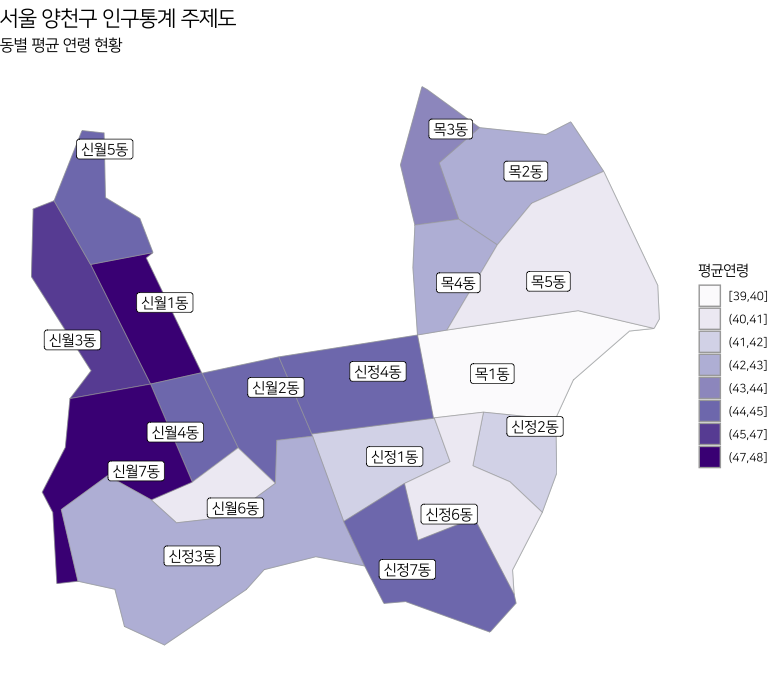 서울 양천구 인구통계 주제도
동별 평균 연령 현황
목3동
신월5동
목2동
목5동
목4동
신월1동
신월3동
목1동
신정4동
신월2동
신정2동
신월4동
신정1동
신월7동
신월6동
신정6동
신정3동
신정7동
평균연령
[39,40]
(40,41]
(41,42]
(42,43]
(43,44]
(44,45]
(45,47]
(47,48]